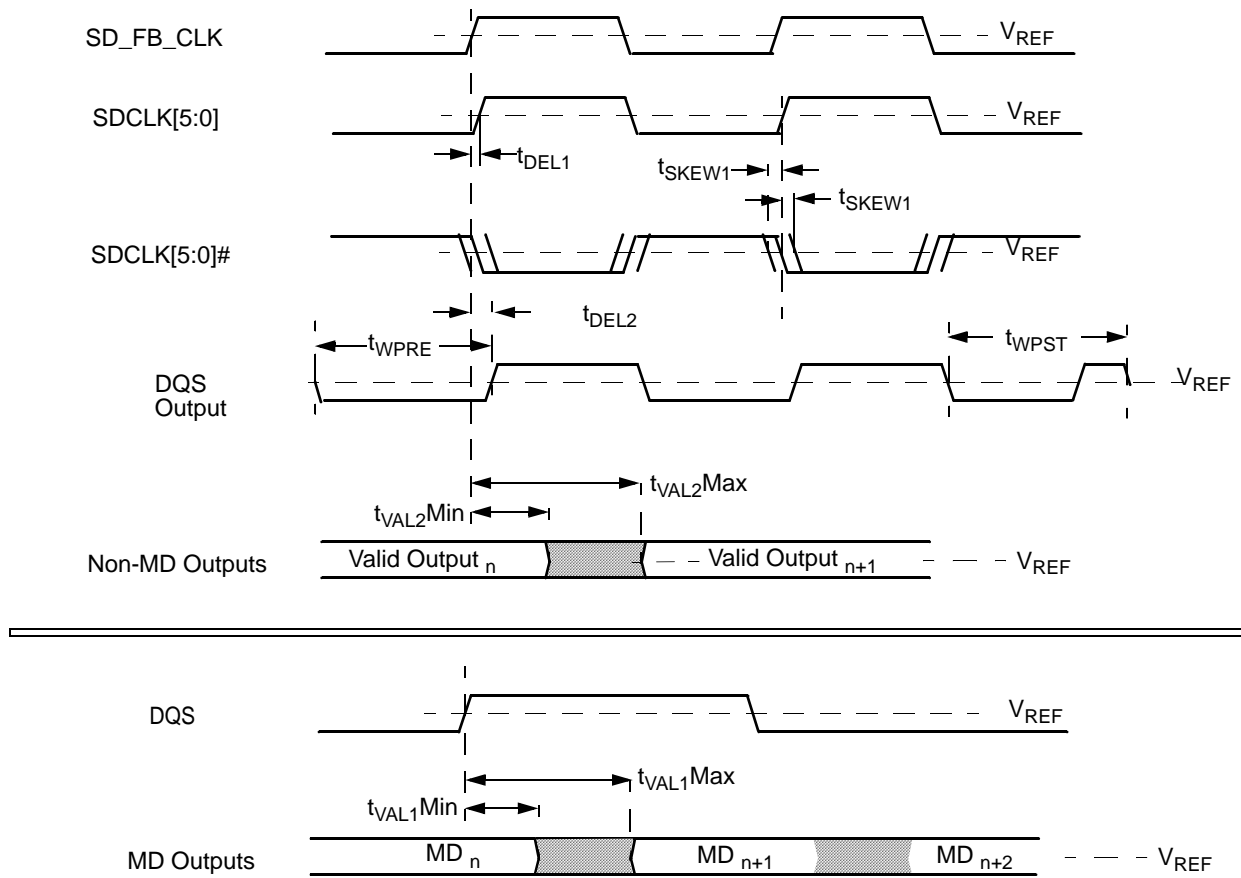 SD_FB_CLK
VREF
SDCLK[5:0]
VREF
tDEL1
tSKEW1
tSKEW1
SDCLK[5:0]#
VREF
tDEL2
tWPRE
tWPST
DQS
Output
VREF
tVAL2Max
tVAL2Min
Non-MD Outputs
Valid Output n
Valid Output n+1
VREF
DQS
VREF
tVAL1Max
tVAL1Min
MD Outputs
MD n
MD n+1
MD n+2
VREF